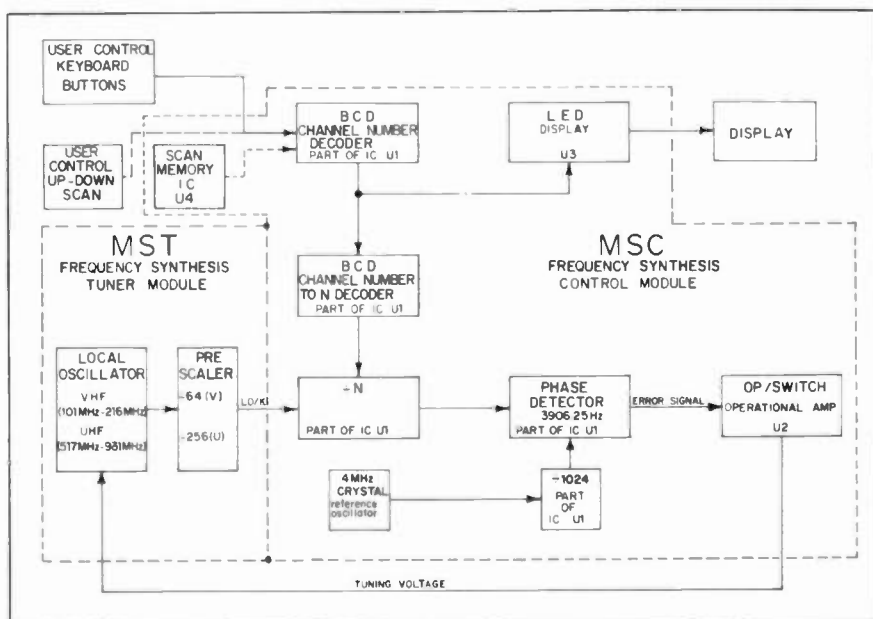 USER CONTROL
KEYBOARD
BUTTONS
BCD
CHANNEL NUMBER
DECODER
PART OF IC U1
LED
DISPLAY
U3
DISPLAY
USER
CONTROL
UP-DOWN
SCAN
SCAN
MEMORY
IC
U4
MST
FREQUENCY SYNTHESIS
TUNER MODULE
MSC
FREQUENCY SYNTHESIS
CONTROL MODULE
BCD
CHANNEL NUMBER
TO N DECODER
PART OF IC U1
LOCAL
OSCILLATOR
VHF
(101MHz-216MHz)
UHF
(517MHz-931MHz)
PRE
SCALER
-64(V)
-256(U)
LO/K
-N
PART OF IC U1
PHASE
DETECTOR
3906.25Hz
PART OF IC U1
ERROR SIGNAL
OP/SWITCH
OPERATIONAL AMP
U2
4MHz
CRYSTAL
reference
oscillator
-1024
PART
OF
IC U1
TUNING VOLTAGE